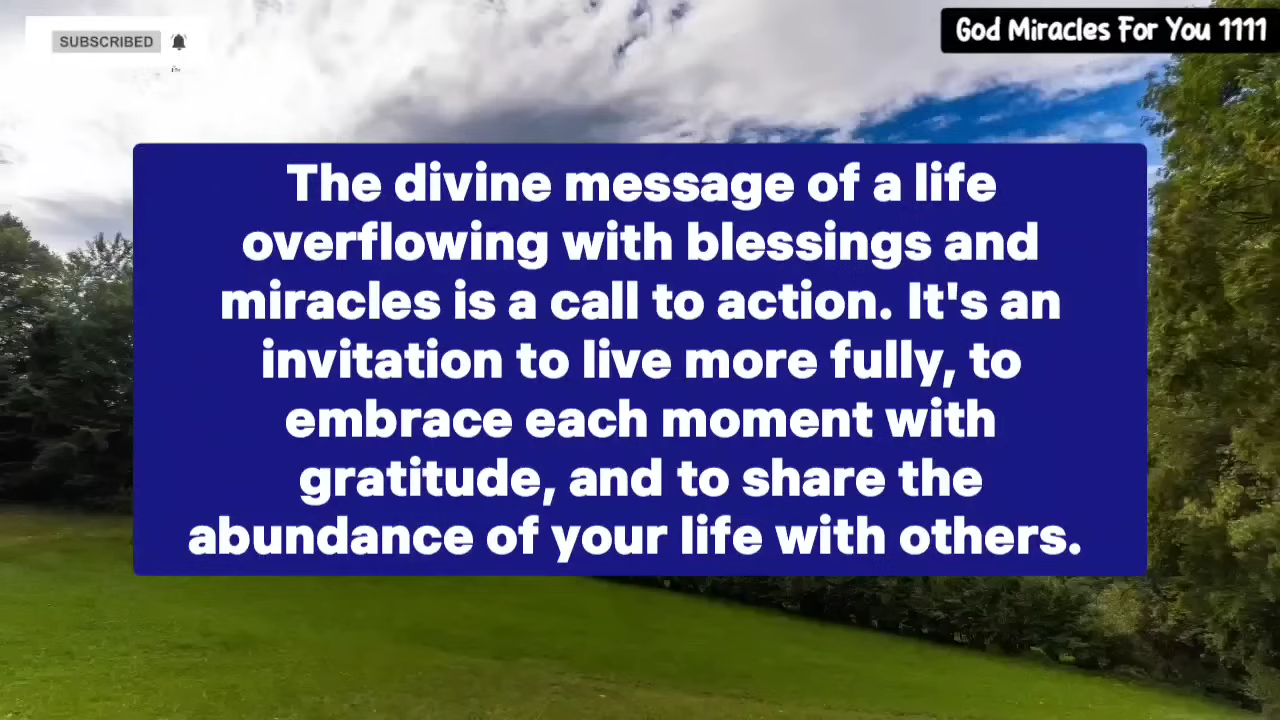 SUBSCRIBED
God Miracles For You 1111
The divine message of a life
overflowing with blessings and
miracles is a call to action. It's an
invitation to live more fully, to
embrace each moment with
gratitude, and to share the
abundance of your life with others.